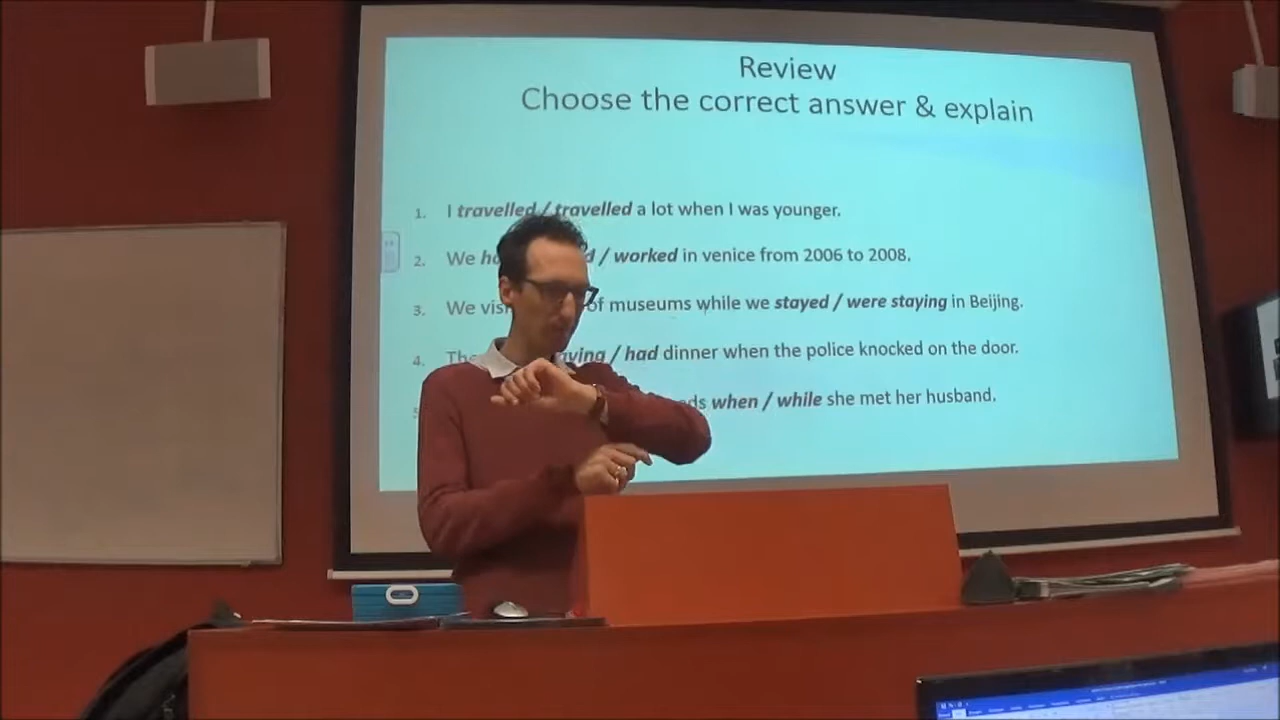 Review
Choose the correct answer & explain
1. I travelled / travelled a lot when I was younger.
2. We / worked in venice from 2006 to 2008.
3. We of museums while we stayed / were staying in Beijing.
4. / had dinner when the police knocked on the door.
when / while she met her husband.